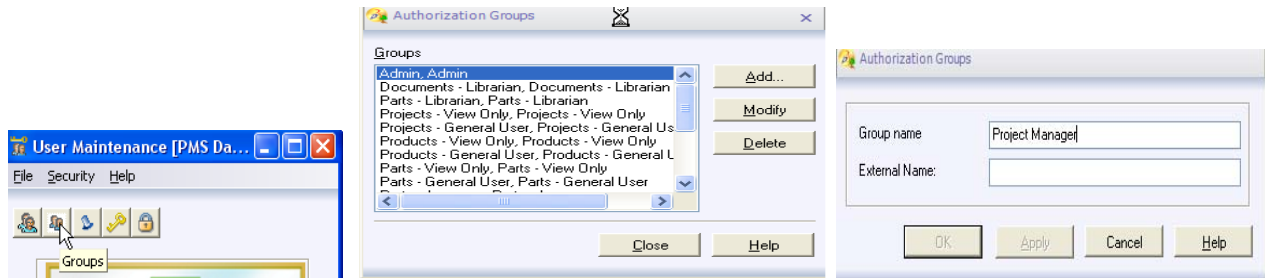 User Maintenance [PMS Da...
File Security Help
Groups
Authorization Groups
Groups
Admin, Admin
Documents - Librarian, Documents - Librarian
Parts - Librarian, Parts - Librarian
Projects - View Only, Projects - View Only
Projects - General User, Projects - General Us
Products - View Only, Products - View Only
Products - General User, Products - General U
Parts - View Only, Parts - View Only
Parts - General User, Parts - General User
Add...
Modify
Delete
Close
Help
Authorization Groups
Group name
Project Manager
External Name:
OK
Apply
Cancel
Help